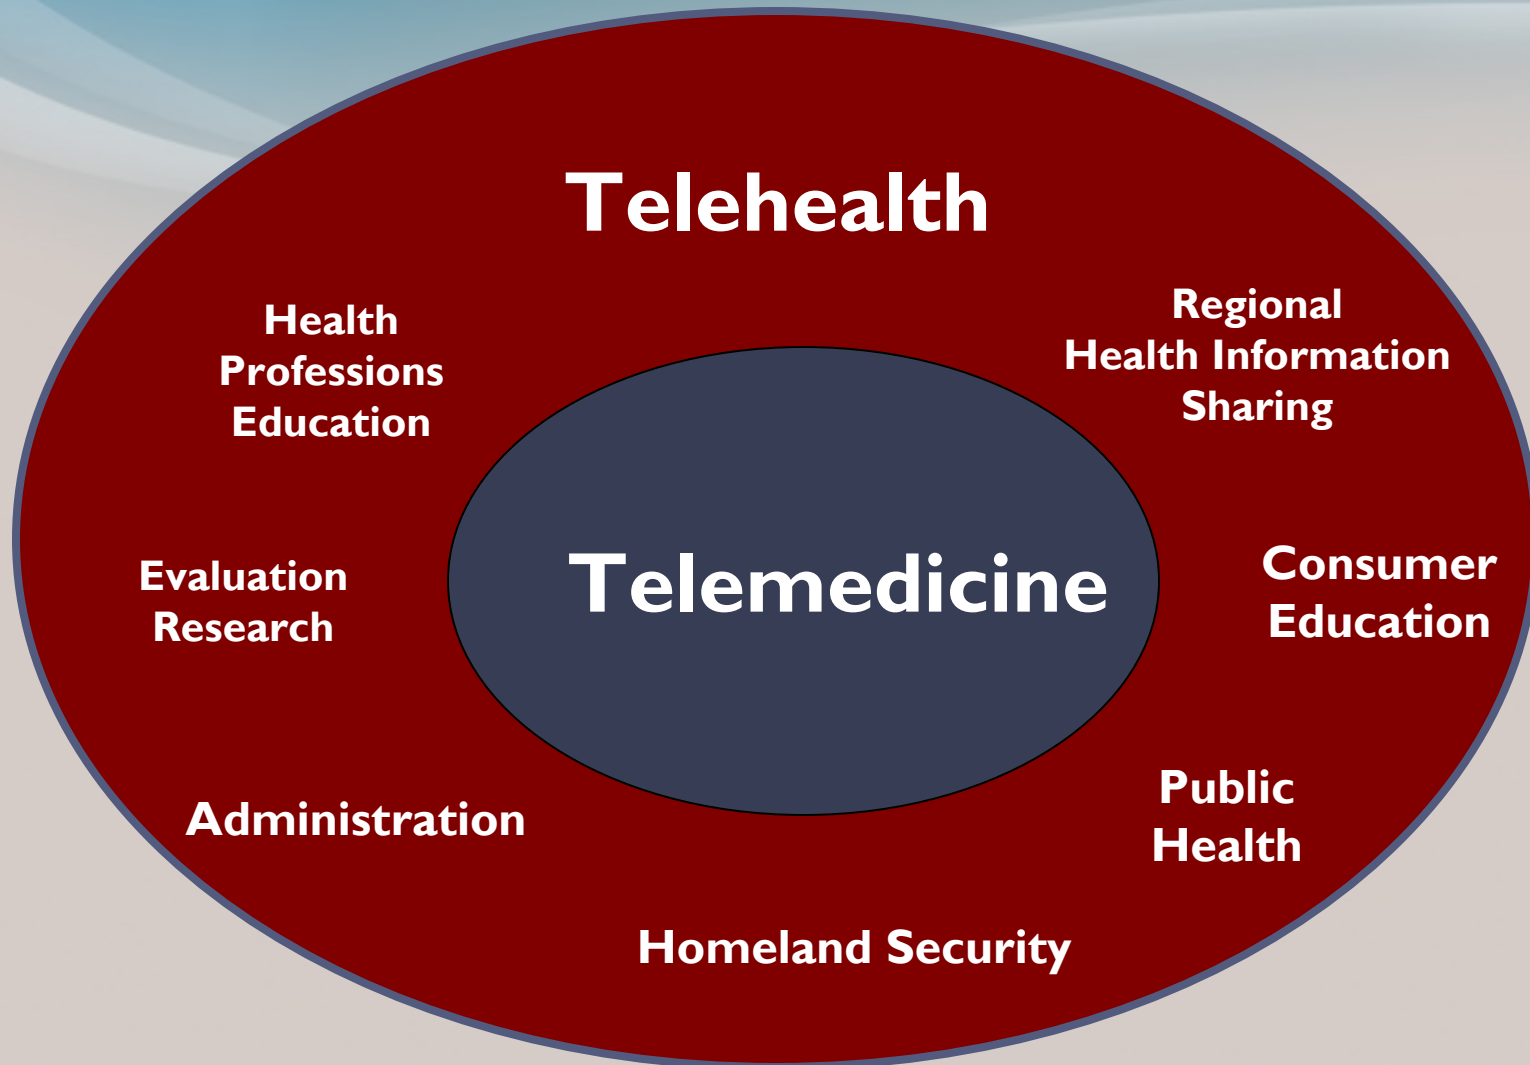 Telehealth
Health
Professions
Education
Regional
Health Information
Sharing
Evaluation
Research
Telemedicine
Consumer
Education
Administration
Public
Health
Homeland Security